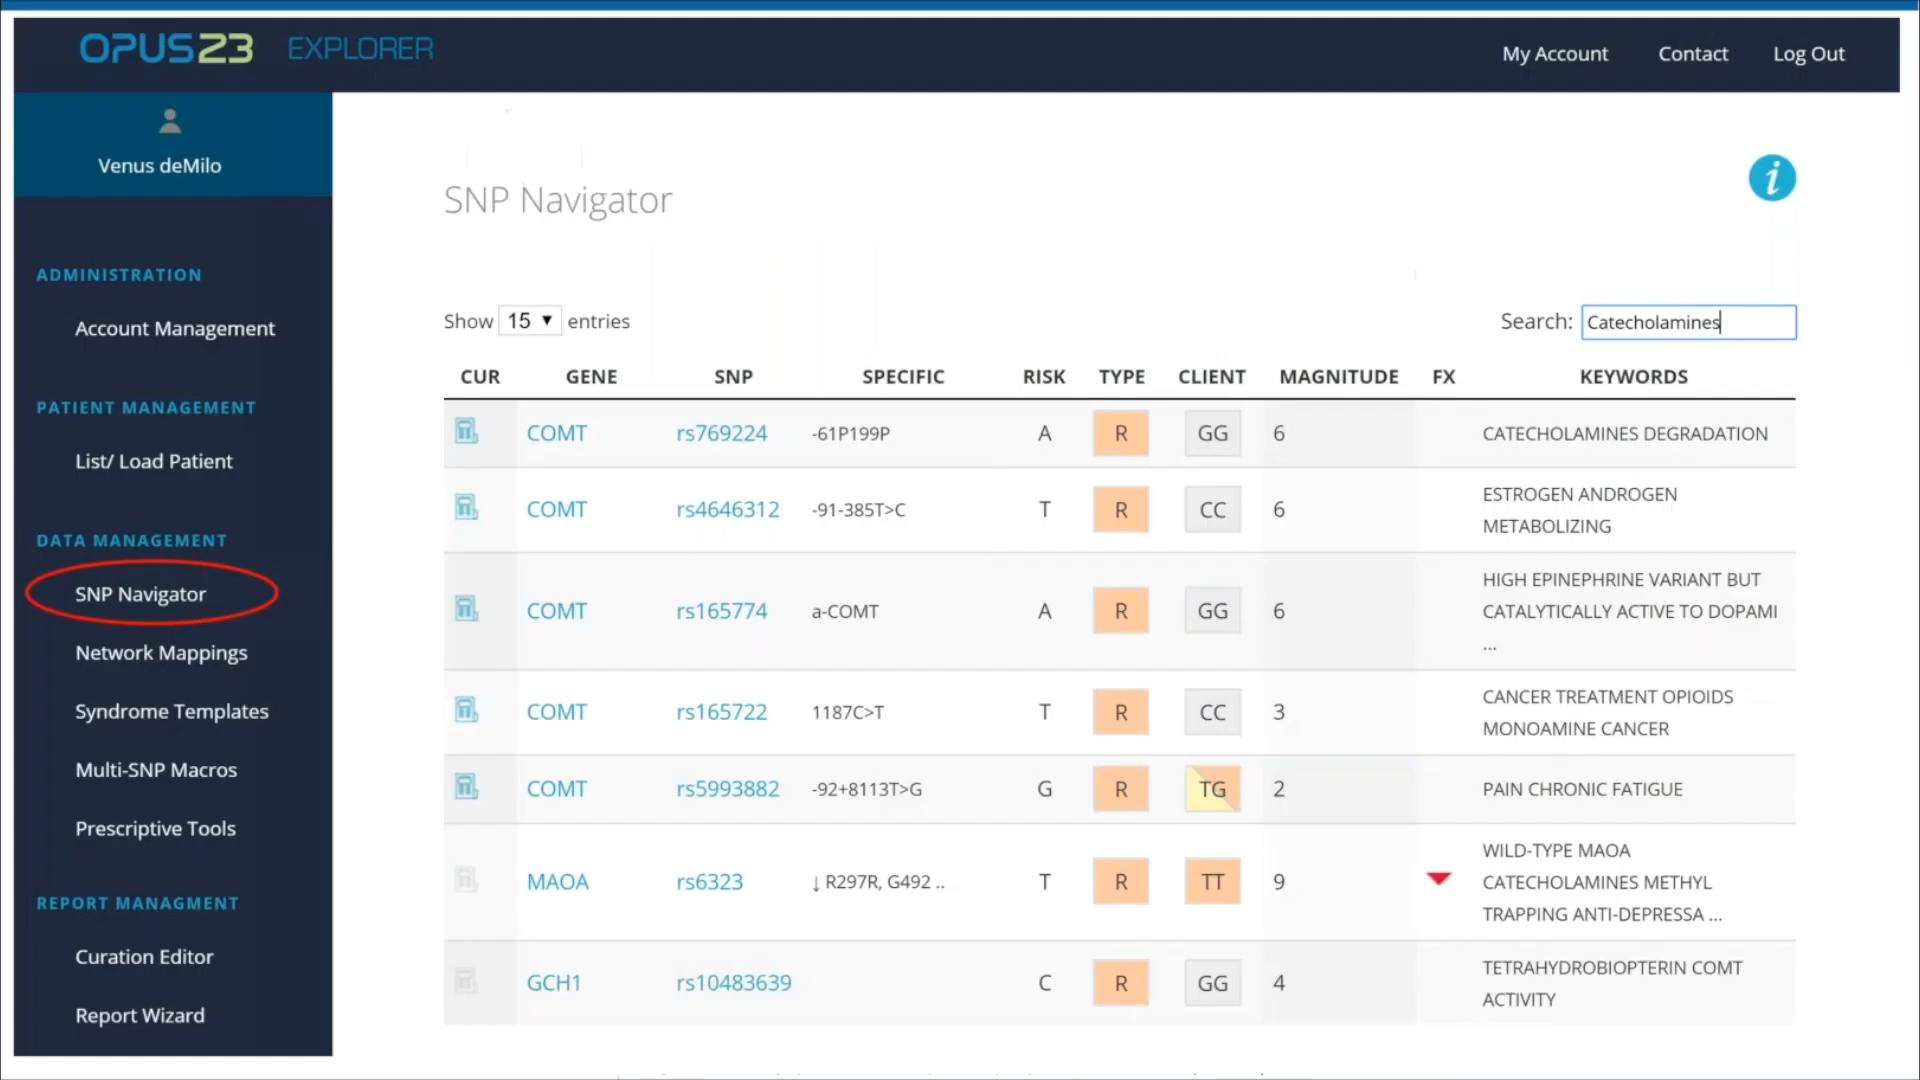 OPUS23 EXPLORER
My Account Contact Log Out
Venus deMilo
ADMINISTRATION
Account Management
PATIENT MANAGEMENT
List/ Load Patient
DATA MANAGEMENT
SNP Navigator
Network Mappings
Syndrome Templates
Multi-SNP Macros
Prescriptive Tools
REPORT MANAGMENT
Curation Editor
Report Wizard
SNP Navigator
i
Show 15 ▼ entries
Search: Catecholamines
CUR GENE SNP SPECIFIC RISK TYPE CLIENT MAGNITUDE FX KEYWORDS
COMT rs769224 -61P199P A R GG 6 CATECHOLAMINES DEGRADATION
COMT rs4646312 -91-385T>C T R CC 6 ESTROGEN ANDROGEN
METABOLIZING
COMT rs165774 a-COMT A R GG 6 HIGH EPINEPHRINE VARIANT BUT
CATALYTICALLY ACTIVE TO DOPAMI
...
COMT rs165722 1187C>T T R CC 3 CANCER TREATMENT OPIOIDS
MONOAMINE CANCER
COMT rs5993882 -92+8113T>G G R TG 2 PAIN CHRONIC FATIGUE
MAOA rs6323 ↓ R297R, G492 .. T R TT 9 WILD-TYPE MAOA
CATECHOLAMINES METHYL
TRAPPING ANTI-DEPRESSA ...
GCH1 rs10483639 C R GG 4 TETRAHYDROBIOPTERIN COMT
ACTIVITY